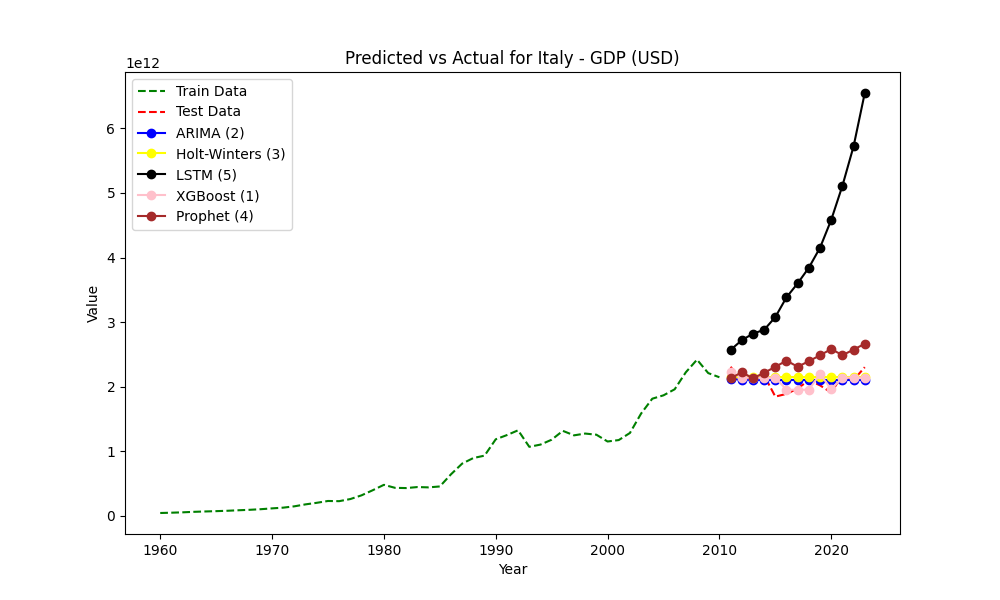 Predicted vs Actual for Italy - GDP (USD)
1e12
Train Data
Test Data
ARIMA (2)
Holt-Winters (3)
LSTM (5)
XGBoost (1)
Prophet (4)
6
5
4
3
2
1
0
Value
1960
1970
1980
1990
2000
2010
2020
Year